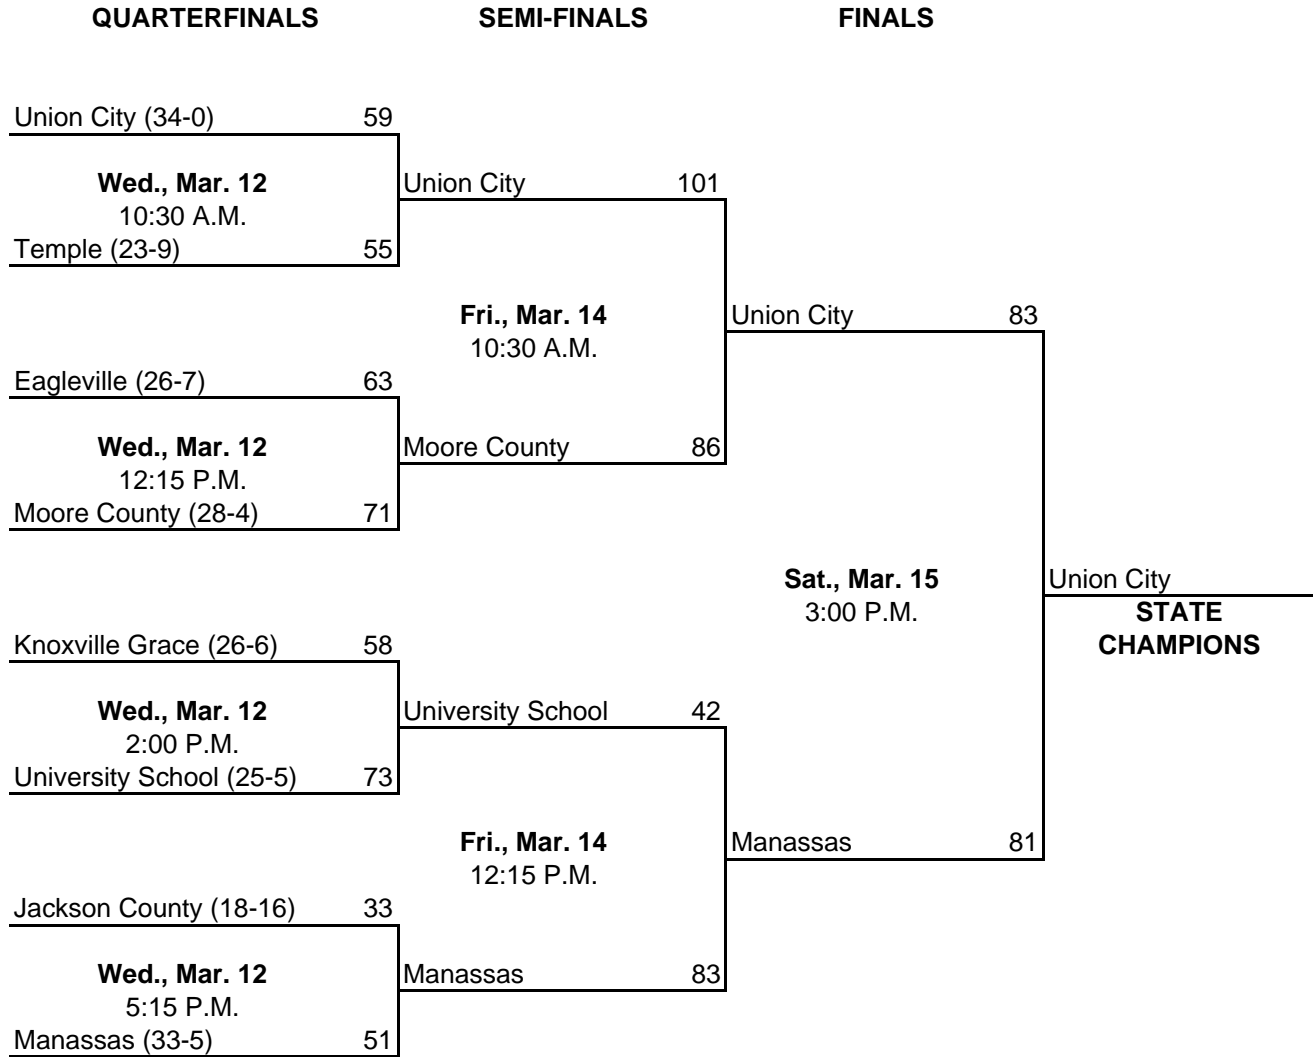 QUARTERFINALS SEMI-FINALS FINALS
Union City (34-0) 59
Wed., Mar. 12
10:30 A.M.
Temple (23-9) 55
Union City 101
Fri., Mar. 14
10:30 A.M.
Moore County 86
Eagleville (26-7) 63
Wed., Mar. 12
12:15 P.M.
Moore County (28-4) 71
Union City 83
Sat., Mar. 15
3:00 P.M.
Manassas 81
Union City
STATE
CHAMPIONS
Knoxville Grace (26-6) 58
Wed., Mar. 12
2:00 P.M.
University School (25-5) 73
University School 42
Fri., Mar. 14
12:15 P.M.
Manassas 83
Jackson County (18-16) 33
Wed., Mar. 12
5:15 P.M.
Manassas (33-5) 51